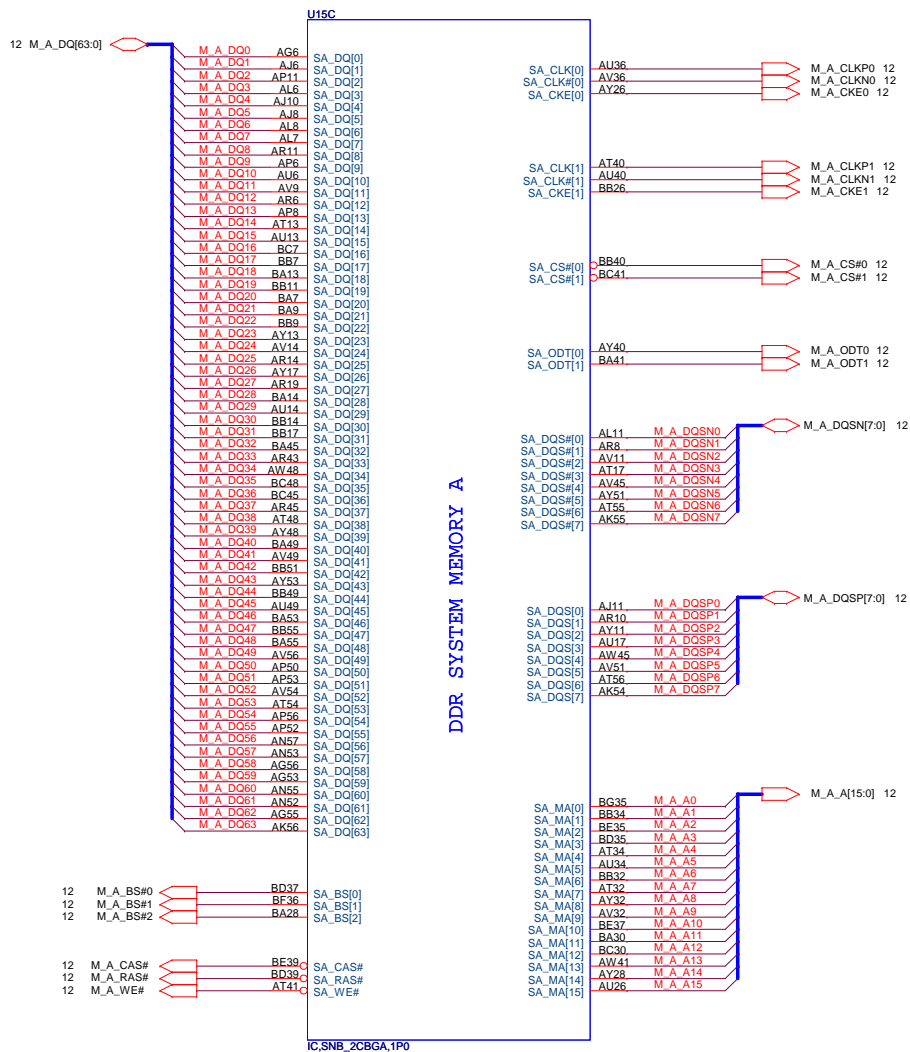 U15C
12 M_A_DQ[63:0]
M_A_DQ0 AG6 SA_DQ[0]
M_A_DQ1 AJ6 SA_DQ[1]
M_A_DQ2 AP11 SA_DQ[2]
M_A_DQ3 AL6 SA_DQ[3]
M_A_DQ4 AJ10 SA_DQ[4]
M_A_DQ5 AJ8 SA_DQ[5]
M_A_DQ6 AL8 SA_DQ[6]
M_A_DQ7 AL7 SA_DQ[7]
M_A_DQ8 AR11 SA_DQ[8]
M_A_DQ9 AP6 SA_DQ[9]
M_A_DQ10 AU6 SA_DQ[10]
M_A_DQ11 AV9 SA_DQ[11]
M_A_DQ12 AR6 SA_DQ[12]
M_A_DQ13 AP8 SA_DQ[13]
M_A_DQ14 AT13 SA_DQ[14]
M_A_DQ15 AU13 SA_DQ[15]
M_A_DQ16 BC7 SA_DQ[16]
M_A_DQ17 BB7 SA_DQ[17]
M_A_DQ18 BA13 SA_DQ[18]
M_A_DQ19 BB11 SA_DQ[19]
M_A_DQ20 BA7 SA_DQ[20]
M_A_DQ21 BA9 SA_DQ[21]
M_A_DQ22 BB9 SA_DQ[22]
M_A_DQ23 AY13 SA_DQ[23]
M_A_DQ24 AV14 SA_DQ[24]
M_A_DQ25 AR14 SA_DQ[25]
M_A_DQ26 AY17 SA_DQ[26]
M_A_DQ27 AR19 SA_DQ[27]
M_A_DQ28 BA14 SA_DQ[28]
M_A_DQ29 AU14 SA_DQ[29]
M_A_DQ30 BB14 SA_DQ[30]
M_A_DQ31 BB17 SA_DQ[31]
M_A_DQ32 BA45 SA_DQ[32]
M_A_DQ33 AR43 SA_DQ[33]
M_A_DQ34 AW48 SA_DQ[34]
M_A_DQ35 BC48 SA_DQ[35]
M_A_DQ36 BC45 SA_DQ[36]
M_A_DQ37 AR45 SA_DQ[37]
M_A_DQ38 AT48 SA_DQ[38]
M_A_DQ39 AY48 SA_DQ[39]
M_A_DQ40 BA49 SA_DQ[40]
M_A_DQ41 AV49 SA_DQ[41]
M_A_DQ42 BB51 SA_DQ[42]
M_A_DQ43 AY53 SA_DQ[43]
M_A_DQ44 BB49 SA_DQ[44]
M_A_DQ45 AU49 SA_DQ[45]
M_A_DQ46 BA53 SA_DQ[46]
M_A_DQ47 BB55 SA_DQ[47]
M_A_DQ48 BA55 SA_DQ[48]
M_A_DQ49 AV56 SA_DQ[49]
M_A_DQ50 AP50 SA_DQ[50]
M_A_DQ51 AP53 SA_DQ[51]
M_A_DQ52 AV54 SA_DQ[52]
M_A_DQ53 AT54 SA_DQ[53]
M_A_DQ54 AP56 SA_DQ[54]
M_A_DQ55 AP52 SA_DQ[55]
M_A_DQ56 AN57 SA_DQ[56]
M_A_DQ57 AN53 SA_DQ[57]
M_A_DQ58 AG56 SA_DQ[58]
M_A_DQ59 AG53 SA_DQ[59]
M_A_DQ60 AN55 SA_DQ[60]
M_A_DQ61 AN52 SA_DQ[61]
M_A_DQ62 AG55 SA_DQ[62]
M_A_DQ63 AK56 SA_DQ[63]
12 M_A_BS#0 BD37 SA_BS[0]
12 M_A_BS#1 BF36 SA_BS[1]
12 M_A_BS#2 BA28 SA_BS[2]
12 M_A_CAS# BE39 SA_CAS#
12 M_A_RAS# BD39 SA_RAS#
12 M_A_WE# AT41 SA_WE#
DDR SYSTEM MEMORY A
SA_CLK[0] AU36 M_A_CLKP0 12
SA_CLK#[0] AV36 M_A_CLKN0 12
SA_CKE[0] AY26 M_A_CKE0 12
SA_CLK[1] AT40 M_A_CLKP1 12
SA_CLK#[1] AU40 M_A_CLKN1 12
SA_CKE[1] BB26 M_A_CKE1 12
SA_CS#[0] BB40 M_A_CS#0 12
SA_CS#[1] BC41 M_A_CS#1 12
SA_ODT[0] AY40 M_A_ODT0 12
SA_ODT[1] BA41 M_A_ODT1 12
M_A_DQSN[7:0] 12
SA_DQS#[0] AL11 M_A_DQSN0
SA_DQS#[1] AR8 M_A_DQSN1
SA_DQS#[2] AV11 M_A_DQSN2
SA_DQS#[3] AT17 M_A_DQSN3
SA_DQS#[4] AV45 M_A_DQSN4
SA_DQS#[5] AY51 M_A_DQSN5
SA_DQS#[6] AT55 M_A_DQSN6
SA_DQS#[7] AK55 M_A_DQSN7
M_A_DQSP[7:0] 12
SA_DQS[0] AJ11 M_A_DQSP0
SA_DQS[1] AR10 M_A_DQSP1
SA_DQS[2] AY11 M_A_DQSP2
SA_DQS[3] AU17 M_A_DQSP3
SA_DQS[4] AW45 M_A_DQSP4
SA_DQS[5] AV51 M_A_DQSP5
SA_DQS[6] AT56 M_A_DQSP6
SA_DQS[7] AK54 M_A_DQSP7
M_A_A[15:0] 12
SA_MA[0] BG35 M_A_A0
SA_MA[1] BB34 M_A_A1
SA_MA[2] BE35 M_A_A2
SA_MA[3] BD35 M_A_A3
SA_MA[4] AT34 M_A_A4
SA_MA[5] AU34 M_A_A5
SA_MA[6] BB32 M_A_A6
SA_MA[7] AT32 M_A_A7
SA_MA[8] AY32 M_A_A8
SA_MA[9] AV32 M_A_A9
SA_MA[10] BE37 M_A_A10
SA_MA[11] BA30 M_A_A11
SA_MA[12] BC30 M_A_A12
SA_MA[13] AW41 M_A_A13
SA_MA[14] AY28 M_A_A14
SA_MA[15] AU26 M_A_A15
IC,SNB_2CBGA,1P0